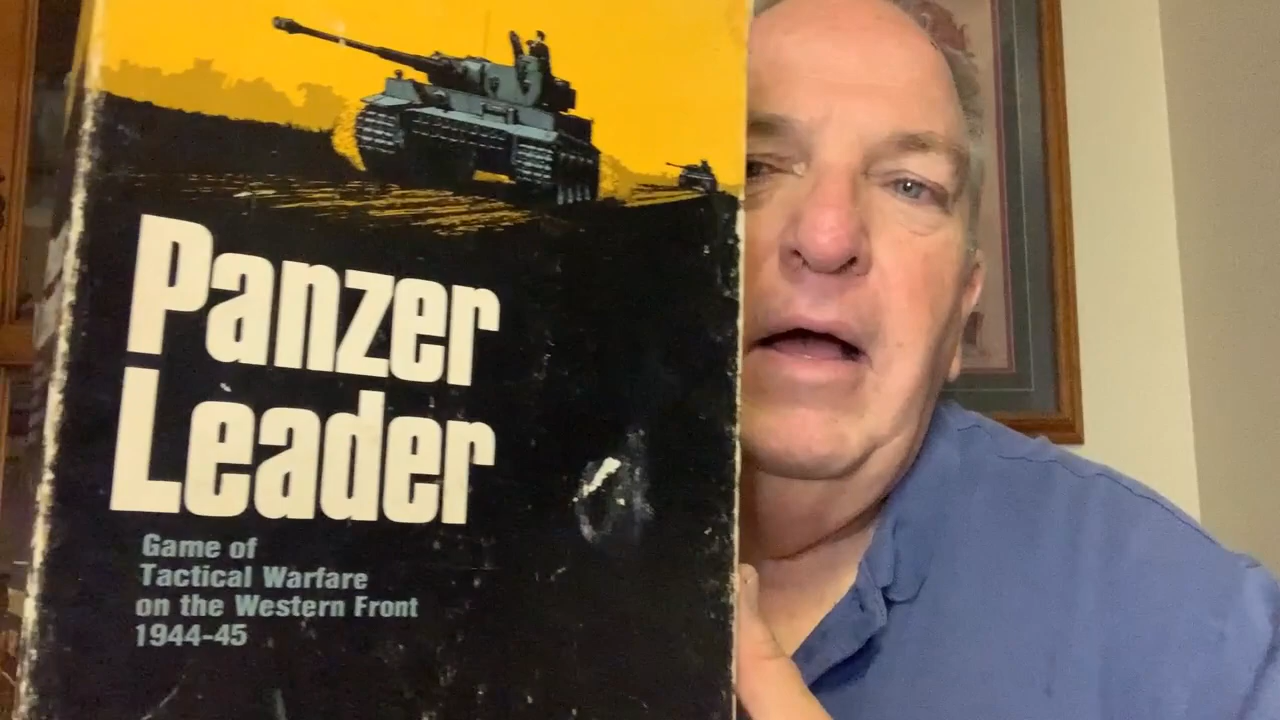 Panzer
Leader
Game of
Tactical Warfare
on the Western Front
1944-45